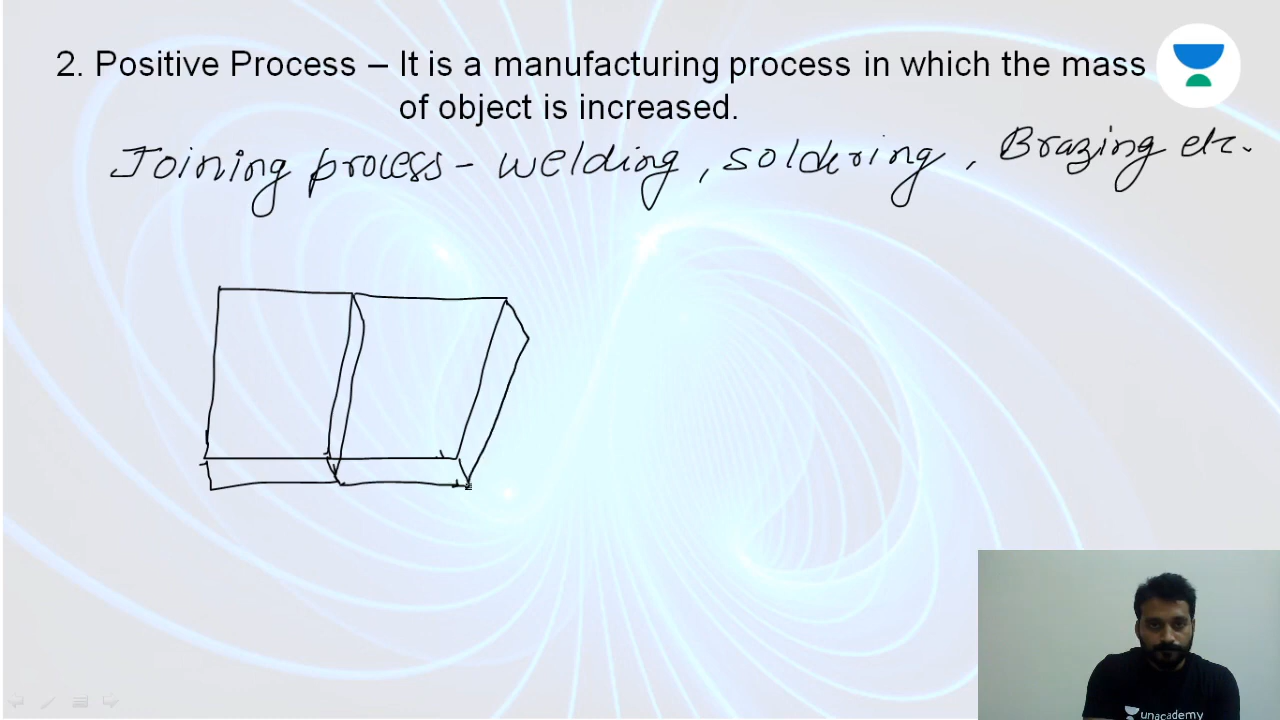 2. Positive Process – It is a manufacturing process in which the mass
of object is increased.
Joining process - welding, soldering, Brazing etc.
unacademy